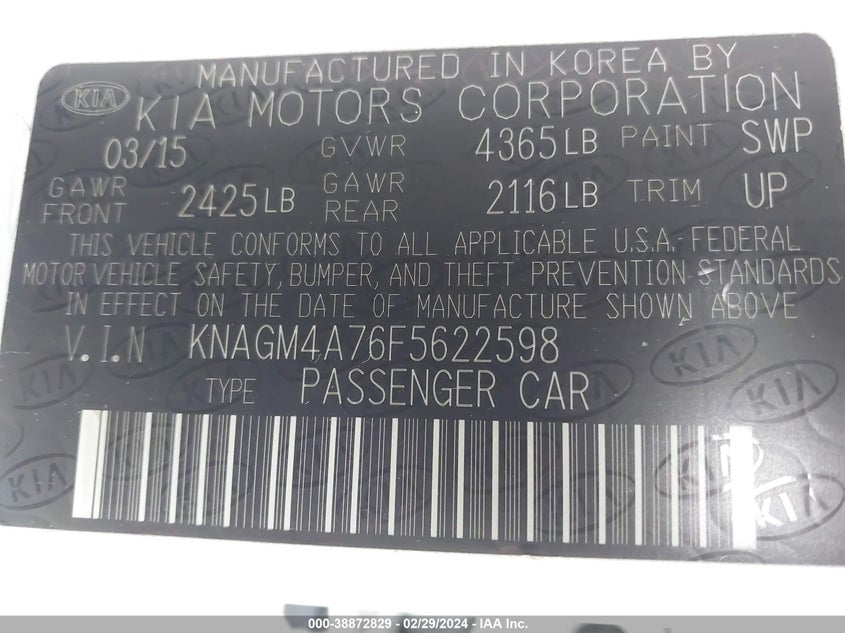 MANUFACTURED IN KOREA BY
KIA KIA MOTORS CORPORATION
03/15 GVWR 4365LB PAINT SWP
GAWR FRONT 2425LB GAWR REAR 2116LB TRIM UP
THIS VEHICLE CONFORMS TO ALL APPLICABLE U.S.A. FEDERAL
MOTOR VEHICLE SAFETY, BUMPER, AND THEFT PREVENTION STANDARDS
IN EFFECT ON THE DATE OF MANUFACTURE SHOWN ABOVE
V.I.N KNAGM4A76F5622598
TYPE PASSENGER CAR
000-38872829 - 02/29/2024 - IAA Inc.